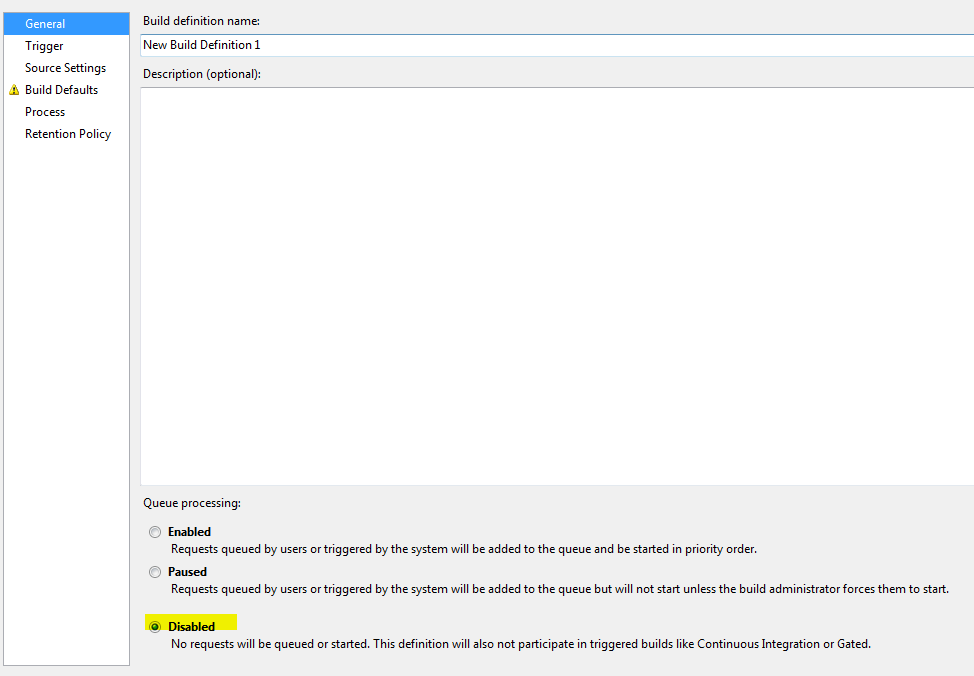 General
Trigger
Source Settings
Build Defaults
Process
Retention Policy
Build definition name:
New Build Definition 1
Description (optional):
Queue processing:
Enabled
Requests queued by users or triggered by the system will be added to the queue and be started in priority order.
Paused
Requests queued by users or triggered by the system will be added to the queue but will not start unless the build administrator forces them to start.
Disabled
No requests will be queued or started. This definition will also not participate in triggered builds like Continuous Integration or Gated.